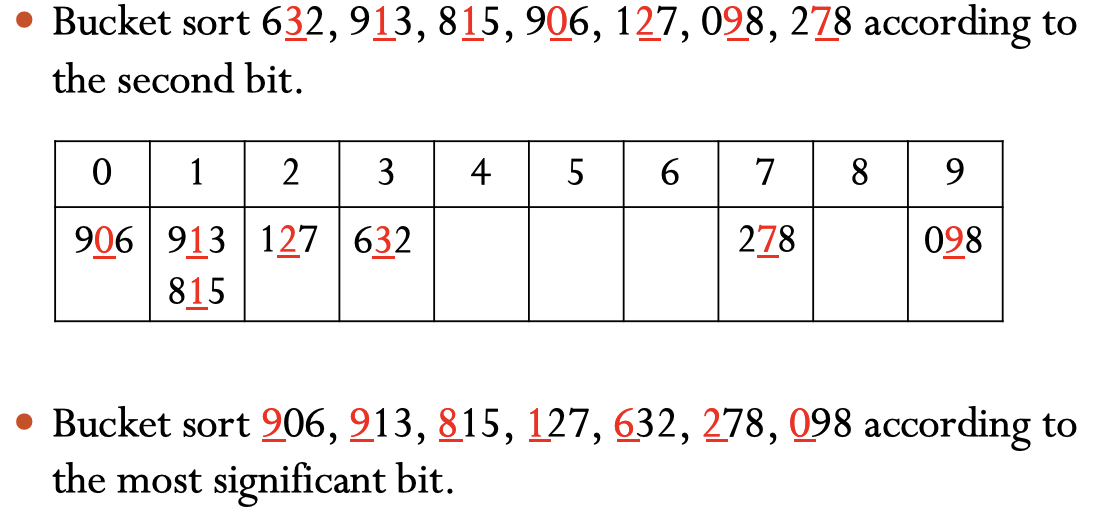 • Bucket sort 632, 913, 815, 906, 127, 098, 278 according to
the second bit.
0 1 2 3 4 5 6 7 8 9
906 913 127 632 278 098
815
• Bucket sort 906, 913, 815, 127, 632, 278, 098 according to
the most significant bit.